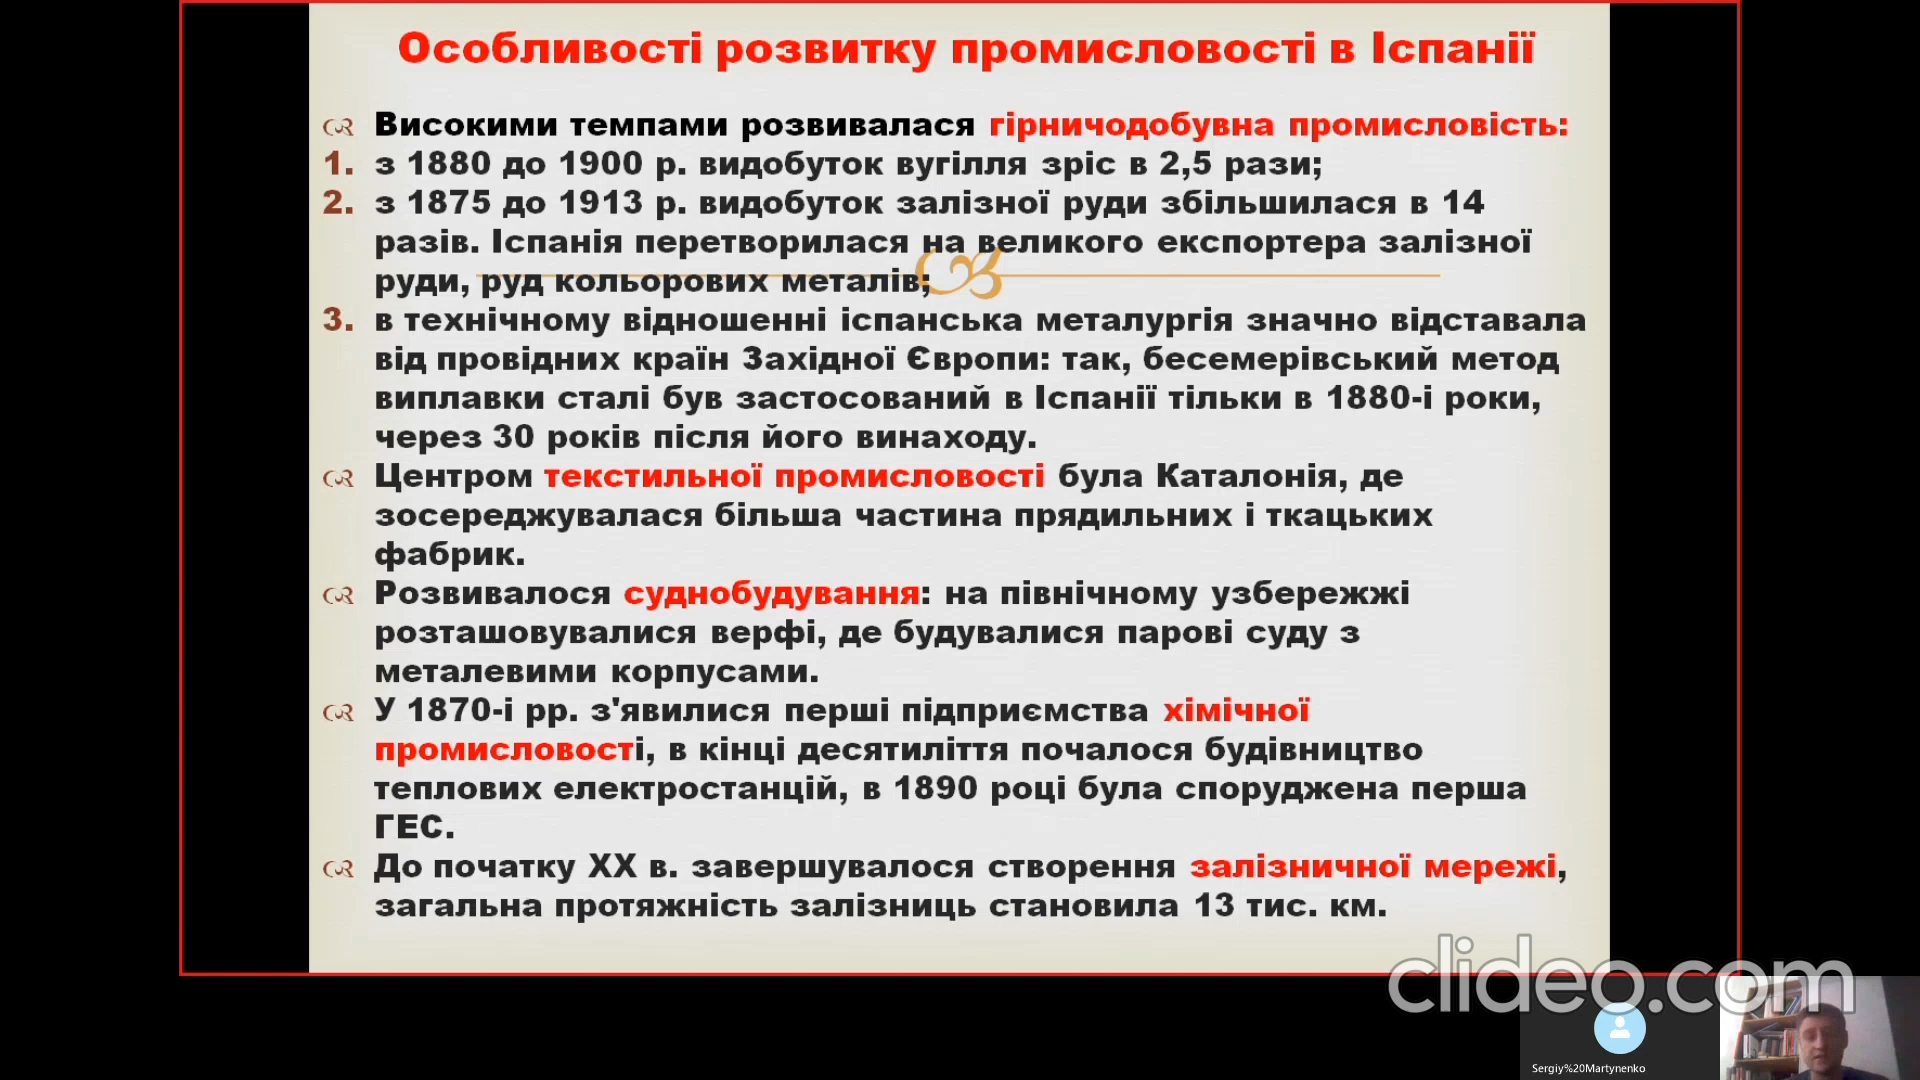 Особливості розвитку промисловості в Іспанії
Високими темпами розвивалася гірничодобувна промисловість:
1. з 1880 до 1900 р. видобуток вугілля зріс в 2,5 рази;
2. з 1875 до 1913 р. видобуток залізної руди збільшилася в 14
разів. Іспанія перетворилася на великого експортера залізної
руди, руд кольорових металів;
3. в технічному відношенні іспанська металургія значно відставала
від провідних країн Західної Європи: так, бесемерівський метод
виплавки сталі був застосований в Іспанії тільки в 1880-і роки,
через 30 років після його винаходу.
Центром текстильної промисловості була Каталонія, де
зосереджувалася більша частина прядильних і ткацьких
фабрик.
Розвивалося суднобудування: на північному узбережжі
розташовувалися верфі, де будувалися парові суду з
металевими корпусами.
У 1870-і рр. з'явилися перші підприємства хімічної
промисловості, в кінці десятиліття почалося будівництво
теплових електростанцій, в 1890 році була споруджена перша
ГЕС.
До початку ХХ в. завершувалося створення залізничної мережі,
загальна протяжність залізниць становила 13 тис. км.
clideo.com
Sergiy%20Martynenko